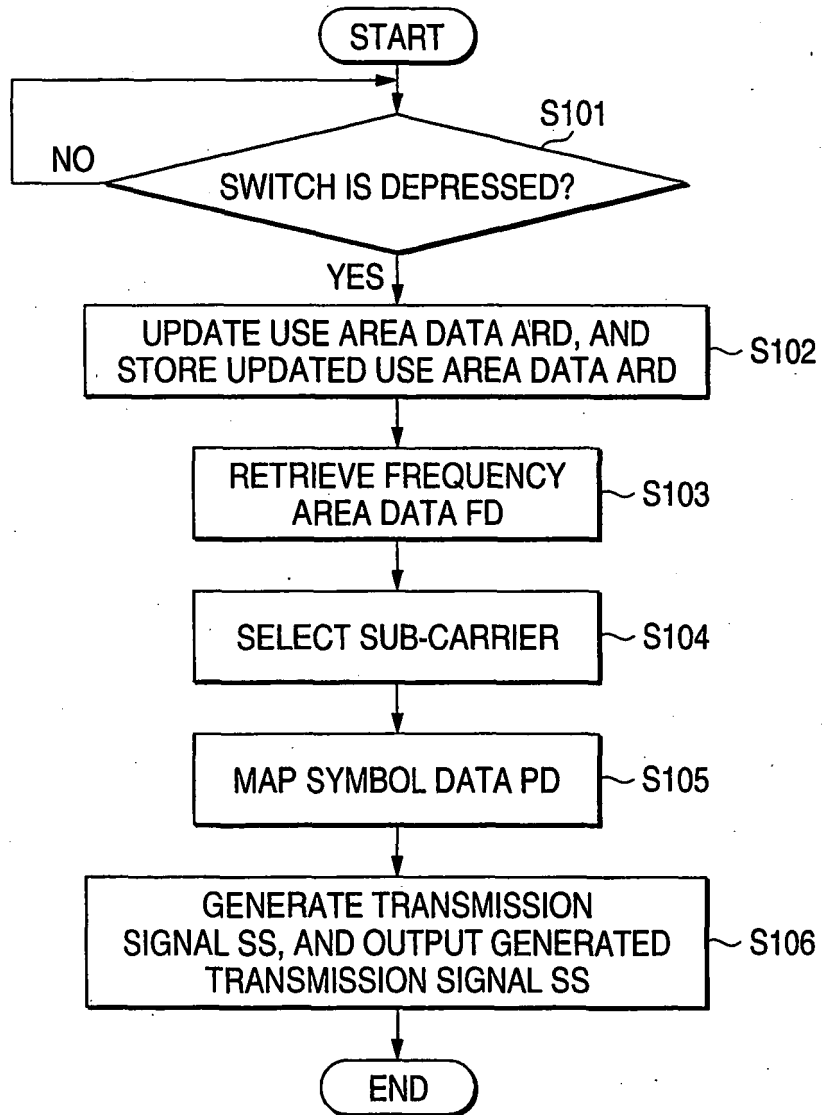 START
S101
NO
SWITCH IS DEPRESSED?
YES
UPDATE USE AREA DATA ARD, AND
STORE UPDATED USE AREA DATA ARD
S102
RETRIEVE FREQUENCY
AREA DATA FD
S103
SELECT SUB-CARRIER
S104
MAP SYMBOL DATA PD
S105
GENERATE TRANSMISSION
SIGNAL SS, AND OUTPUT GENERATED
TRANSMISSION SIGNAL SS
S106
END